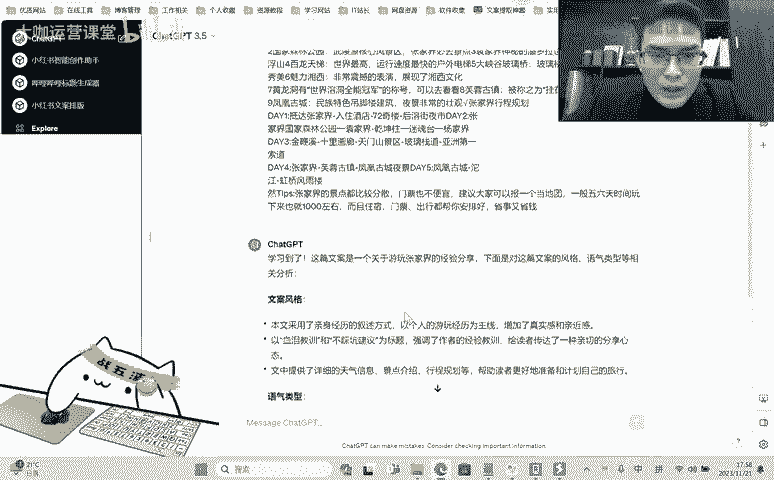 优质网站 在线工具 博客管理 工作相关 个人收藏 资源教程 学习网站 IT站长 网盘资源 软件收集 文案提取神器
大咖运营课堂
ChatGPT 3.5
小红书智能创作助手
哔哩哔哩标题生成器
小红书文案排版
Explore
浮山4百龙天梯：世界最高、运行速度最快的户外电梯5大峡谷玻璃桥：玻璃
秀美6魅力湘西：非常震撼的表演，展现了湘西文化
7黄龙洞有“世界溶洞全能冠军”的称号，可以去看看8芙蓉古镇：被称之为“挂在
9凤凰古城：民族特色吊脚楼建筑，夜景非常的壮观√张家界行程规划
DAY1:抵达张家界-入住酒店-72奇楼-后溶街夜市DAY2:张
家界国家森林公园—袁家界-乾坤柱—迷魂台—杨家界
DAY3:金鞭溪-十里画廊-天门山景区-玻璃栈道-亚洲第一
索道
DAY4:张家界-芙蓉古镇-凤凰古城夜景DAY5:凤凰古城-沱
江-虹桥风雨楼
然Tips:张家界的景点都比较分散，门票也不便宜，建议大家可以报一个当地团，一般五六天时间玩
下来也就1000左右，而且住宿、门票、出行都帮你安排好，省事又省钱
ChatGPT
学习到了！这篇文案是一个关于游玩张家界的经验分享，下面是对这篇文案的风格、语气类型等相
关分析：
文案风格：
• 本文采用了亲身经历的叙述方式，以个人的游玩经历为主线，增加了真实感和亲近感。
• 以“血泪教训”和“不踩坑建议”为标题，强调了作者的经验教训，给读者传达了一种亲切的分享心
态。
• 文中提供了详细的天气信息、景点介绍、行程规划等，帮助读者更好地准备和计划自己的旅行。
语气类型：
战五渣
Message ChatGPT...
ChatGPT can make mistakes. Consider checking important information.
21°C
搜索
中
拼
17:58
2023/11/21